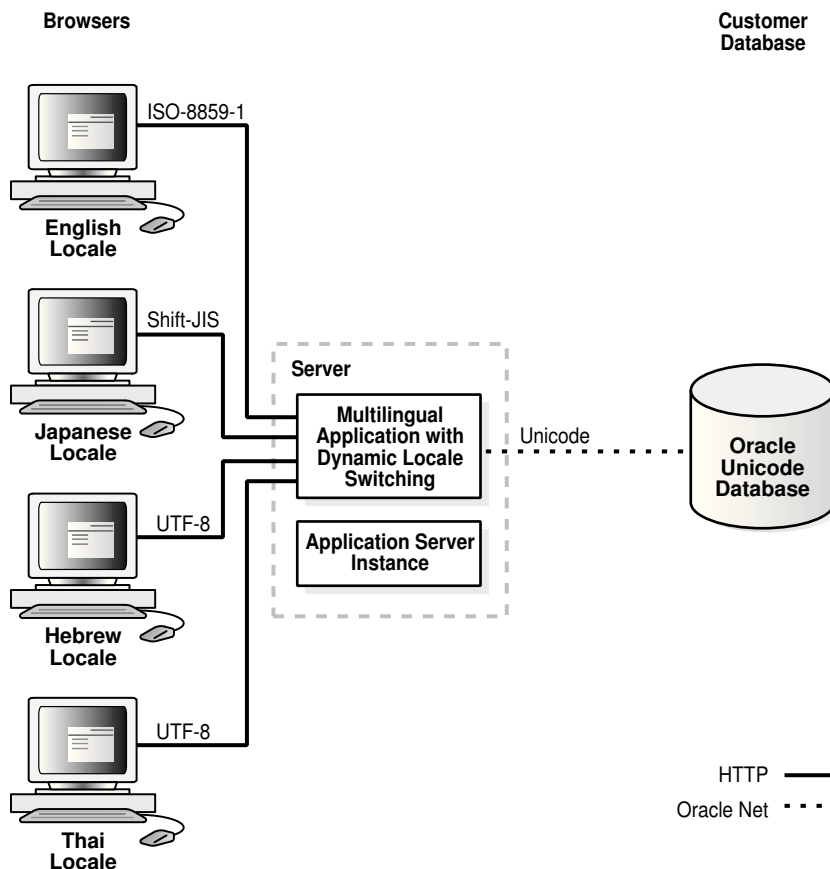 Browsers
Customer
Database
ISO-8859-1
English
Locale
Shift-JIS
Japanese
Locale
Server
Multilingual
Application with
Dynamic Locale
Switching
Unicode
Oracle
Unicode
Database
UTF-8
Application Server
Instance
Hebrew
Locale
UTF-8
HTTP
Oracle Net
Thai
Locale